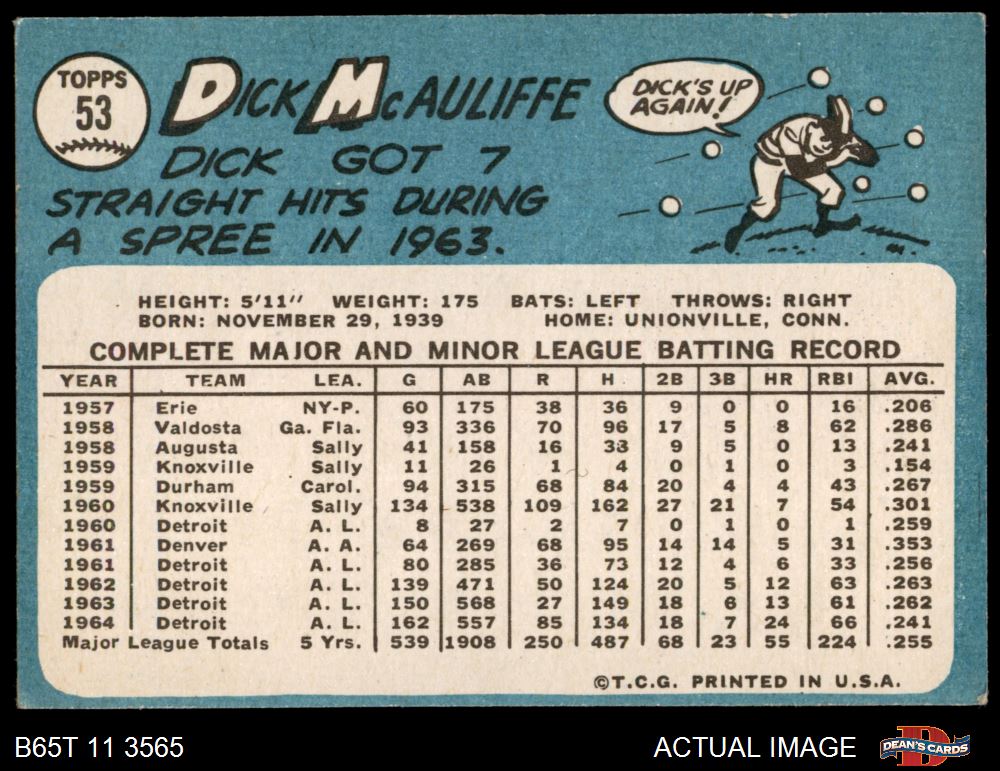 TOPPS
53
DICK McAULIFFE
DICK'S UP
AGAIN!
DICK GOT 7
STRAIGHT HITS DURING
A SPREE IN 1963.
HEIGHT: 5'11" WEIGHT: 175 BATS: LEFT THROWS: RIGHT
BORN: NOVEMBER 29, 1939 HOME: UNIONVILLE, CONN.
COMPLETE MAJOR AND MINOR LEAGUE BATTING RECORD
YEAR TEAM LEA. G AB R H 2B 3B HR RBI AVG.
1957 Erie NY-P. 60 175 38 36 9 0 0 16 .206
1958 Valdosta Ga. Fla. 93 336 70 96 17 5 8 62 .286
1958 Augusta Sally 41 158 16 38 9 5 0 13 .241
1959 Knoxville Sally 11 26 1 4 0 1 0 3 .154
1959 Durham Carol. 94 315 68 84 20 4 4 43 .267
1960 Knoxville Sally 134 538 109 162 27 21 7 54 .301
1960 Detroit A. L. 8 27 2 7 0 1 0 1 .259
1961 Denver A. A. 64 269 68 95 14 14 5 31 .353
1961 Detroit A. L. 80 285 36 73 12 4 6 33 .256
1962 Detroit A. L. 139 471 50 124 20 5 12 63 .263
1963 Detroit A. L. 150 568 27 149 18 6 13 61 .262
1964 Detroit A. L. 162 557 85 134 18 7 24 66 .241
Major League Totals 5 Yrs. 539 1908 250 487 68 23 55 224 .255
©T.C.G. PRINTED IN U.S.A.
B65T 11 3565 ACTUAL IMAGE DEAN'S CARDS